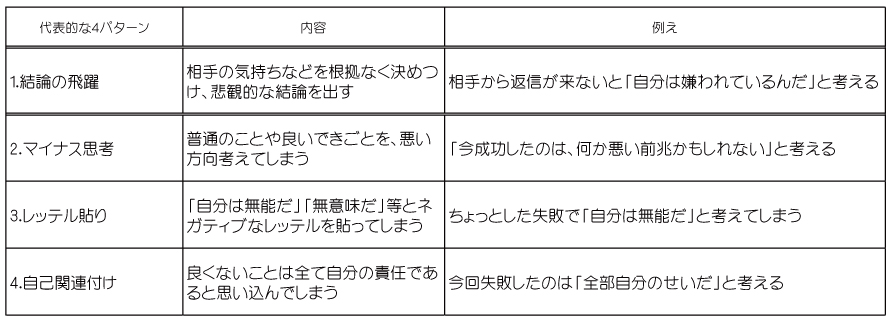 代表的な4パターン
内容
例え
1.結論の飛躍
相手の気持ちなどを根拠なく決めつ
け、悲観的な結論を出す
相手から返信が来ないと「自分は嫌われているんだ」と考える
2.マイナス思考
普通のことや良いできごとを、悪い
方向考えてしまう
「今成功したのは、何か悪い前兆かもしれない」と考える
3.レッテル貼り
「自分は無能だ」「無意味だ」等とネ
ガティブなレッテルを貼ってしまう
ちょっとした失敗で「自分は無能だ」と考えてしまう
4.自己関連付け
良くないことは全て自分の責任であ
ると思い込んでしまう
今回失敗したのは「全部自分のせいだ」と考える